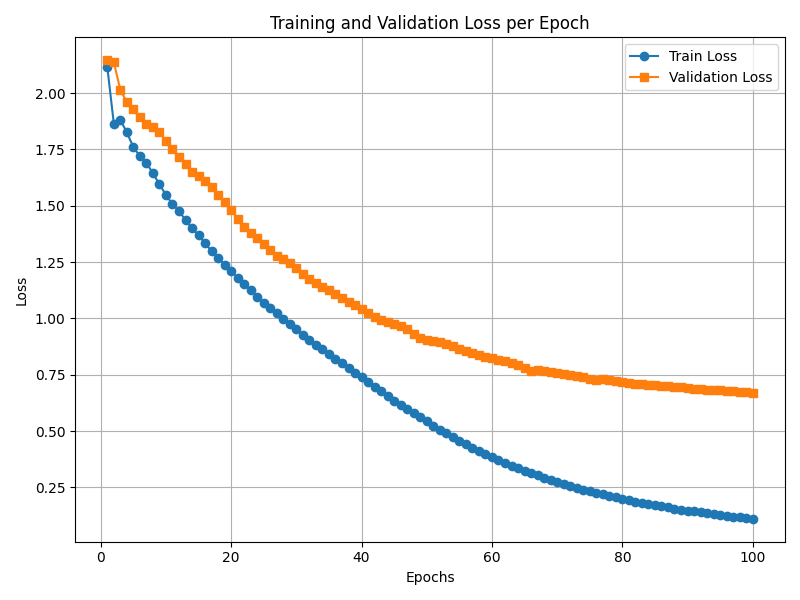 Training and Validation Loss per Epoch
Train Loss
Validation Loss
2.00
1.75
1.50
1.25
1.00
0.75
0.50
0.25
Loss
0 20 40 60 80 100
Epochs